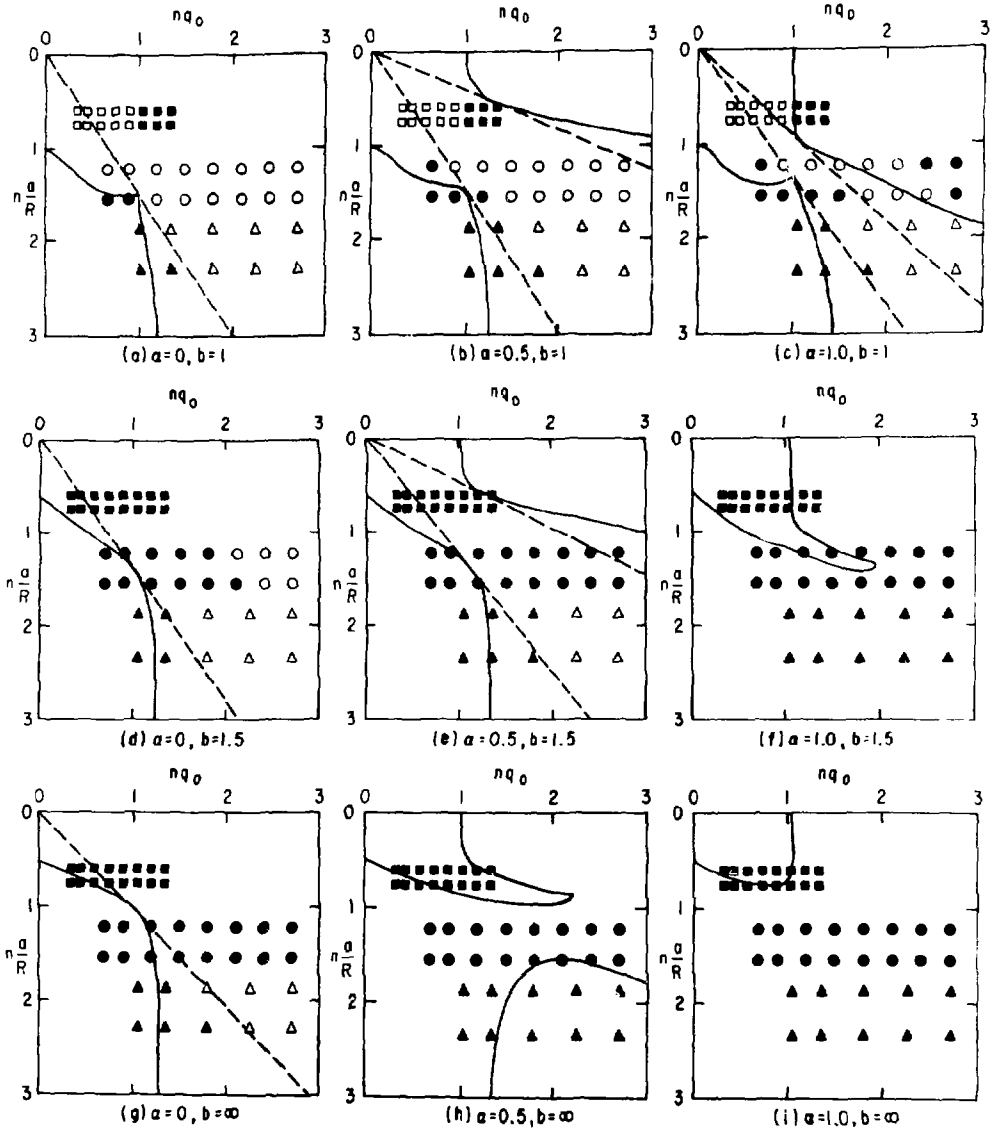 nq₀ nq₀ nq₀
0 1 2 3 0 1 2 3 0 1 2 3
0 0 0
1 1 1
n a/R n a/R n a/R
2 2 2
3 3 3
(a) α=0, b=1 (b) α=0.5, b=1 (c) α=1.0, b=1
nq₀ nq₀ nq₀
0 1 2 3 0 1 2 3 0 1 2 3
0 0 0
1 1 1
n a/R n a/R n a/R
2 2 2
3 3 3
(d) α=0, b=1.5 (e) α=0.5, b=1.5 (f) α=1.0, b=1.5
nq₀ nq₀ nq₀
0 1 2 3 0 1 2 3 0 1 2 3
0 0 0
1 1 1
n a/R n a/R n a/R
2 2 2
3 3 3
(g) α=0, b=∞ (h) α=0.5, b=∞ (i) α=1.0, b=∞